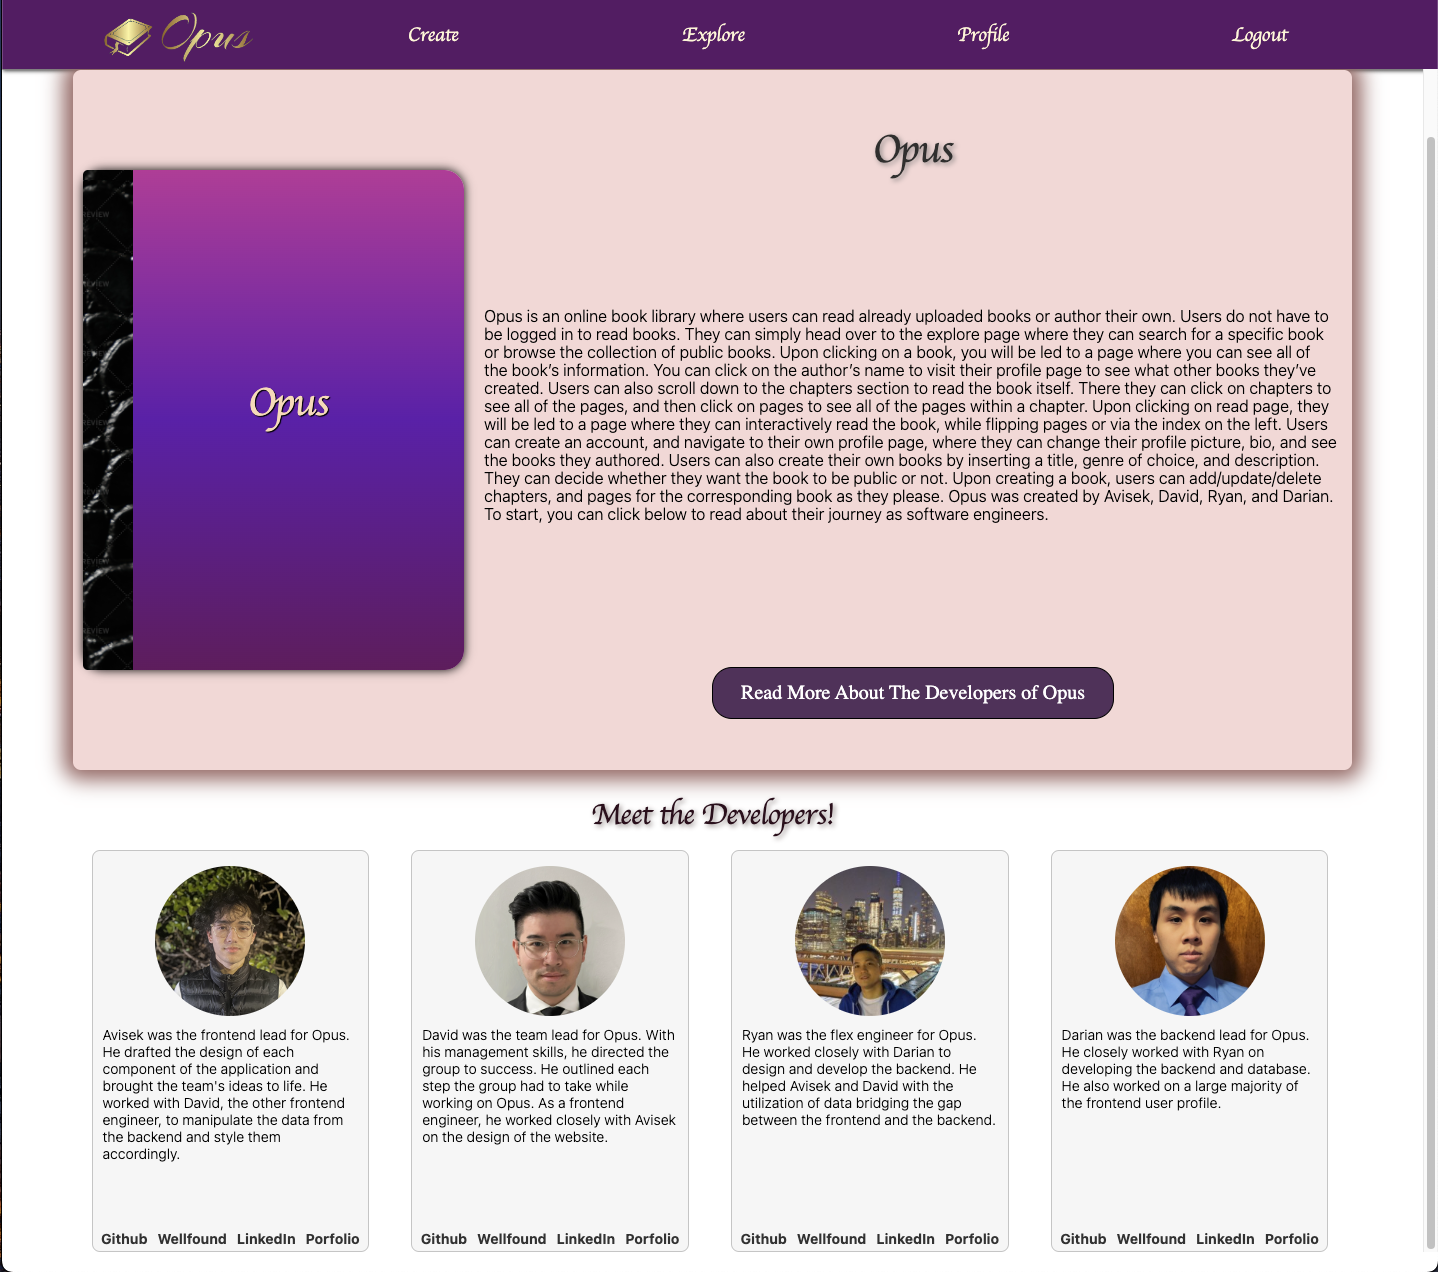 Opus
Create
Explore
Profile
Logout
Opus
REVIEW
REVIEW
REVIEW
REVIEW
REVIEW
REVIEW
REVIEW
Opus
Opus is an online book library where users can read already uploaded books or author their own. Users do not have to
be logged in to read books. They can simply head over to the explore page where they can search for a specific book
or browse the collection of public books. Upon clicking on a book, you will be led to a page where you can see all of
the book’s information. You can click on the author’s name to visit their profile page to see what other books they’ve
created. Users can also scroll down to the chapters section to read the book itself. There they can click on chapters to
see all of the pages, and then click on pages to see all of the pages within a chapter. Upon clicking on read page, they
will be led to a page where they can interactively read the book, while flipping pages or via the index on the left. Users
can create an account, and navigate to their own profile page, where they can change their profile picture, bio, and see
the books they authored. Users can also create their own books by inserting a title, genre of choice, and description.
They can decide whether they want the book to be public or not. Upon creating a book, users can add/update/delete
chapters, and pages for the corresponding book as they please. Opus was created by Avisek, David, Ryan, and Darian.
To start, you can click below to read about their journey as software engineers.
Read More About The Developers of Opus
Meet the Developers!
Avisek was the frontend lead for Opus.
He drafted the design of each
component of the application and
brought the team's ideas to life. He
worked with David, the other frontend
engineer, to manipulate the data from
the backend and style them
accordingly.
Github Wellfound LinkedIn Porfolio
David was the team lead for Opus. With
his management skills, he directed the
group to success. He outlined each
step the group had to take while
working on Opus. As a frontend
engineer, he worked closely with Avisek
on the design of the website.
Github Wellfound LinkedIn Porfolio
Ryan was the flex engineer for Opus.
He worked closely with Darian to
design and develop the backend. He
helped Avisek and David with the
utilization of data bridging the gap
between the frontend and the backend.
Github Wellfound LinkedIn Porfolio
Darian was the backend lead for Opus.
He closely worked with Ryan on
developing the backend and database.
He also worked on a large majority of
the frontend user profile.
Github Wellfound LinkedIn Porfolio